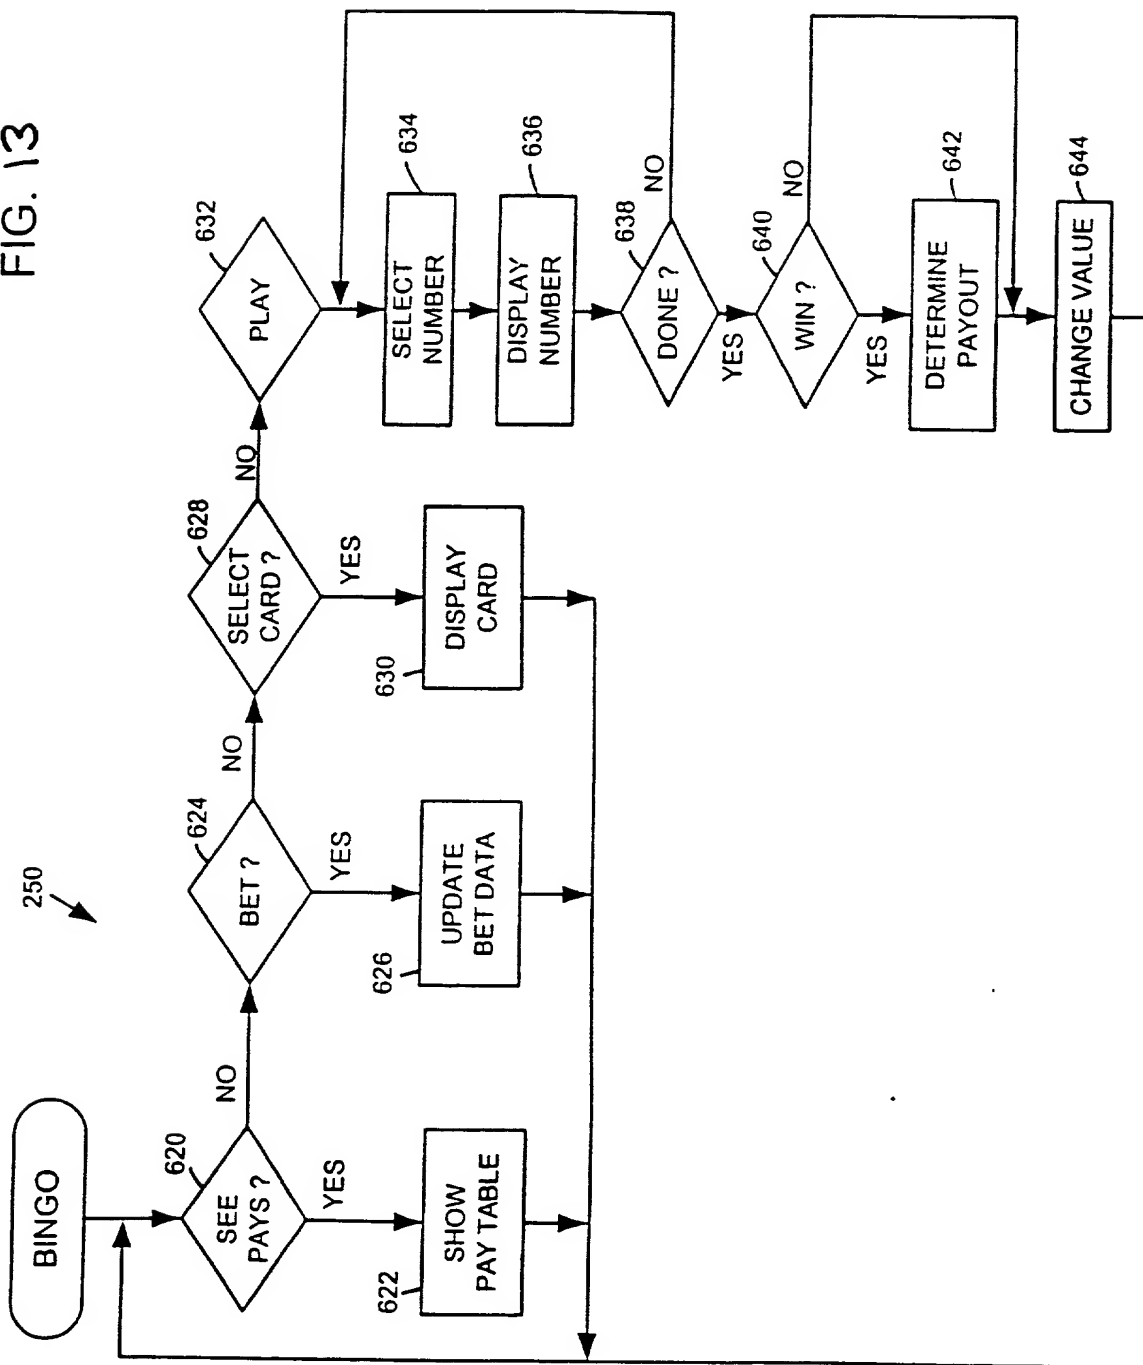 FIG. 13
250
BINGO
620
SEE
PAYS ?
NO
YES
622
SHOW
PAY TABLE
624
BET ?
NO
YES
626
UPDATE
BET DATA
628
SELECT
CARD ?
NO
YES
630
DISPLAY
CARD
632
PLAY
634
SELECT
NUMBER
636
DISPLAY
NUMBER
638
DONE ?
NO
YES
640
WIN ?
NO
YES
642
DETERMINE
PAYOUT
644
CHANGE VALUE